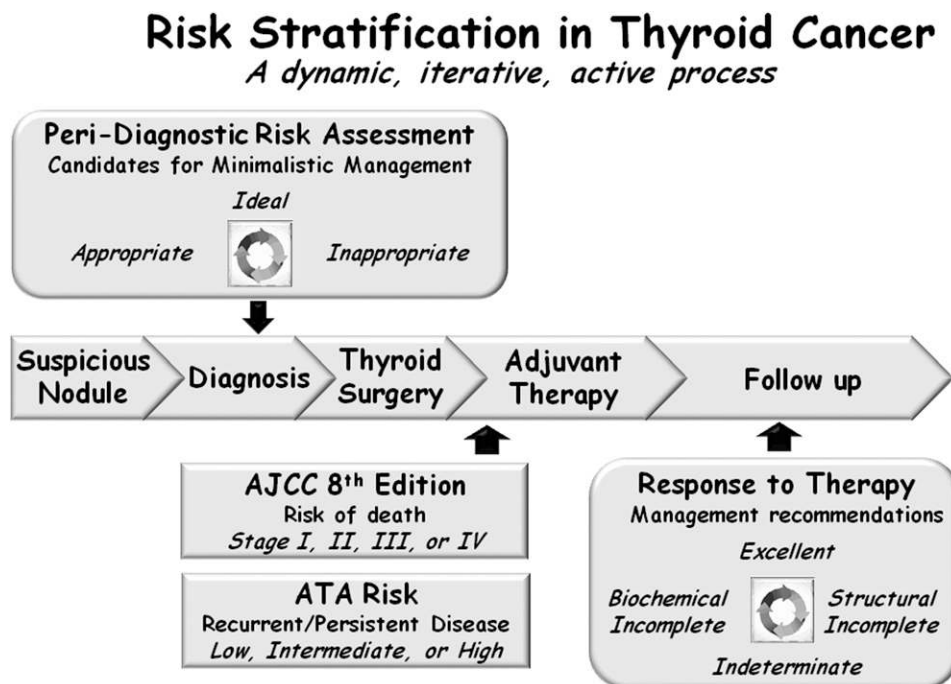 Risk Stratification in Thyroid Cancer
A dynamic, iterative, active process
Peri-Diagnostic Risk Assessment
Candidates for Minimalistic Management
Ideal
Appropriate
Inappropriate
Suspicious
Nodule
Diagnosis
Thyroid
Surgery
Adjuvant
Therapy
Follow up
AJCC 8th Edition
Risk of death
Stage I, II, III, or IV
ATA Risk
Recurrent/Persistent Disease
Low, Intermediate, or High
Response to Therapy
Management recommendations
Excellent
Biochemical
Incomplete
Structural
Incomplete
Indeterminate